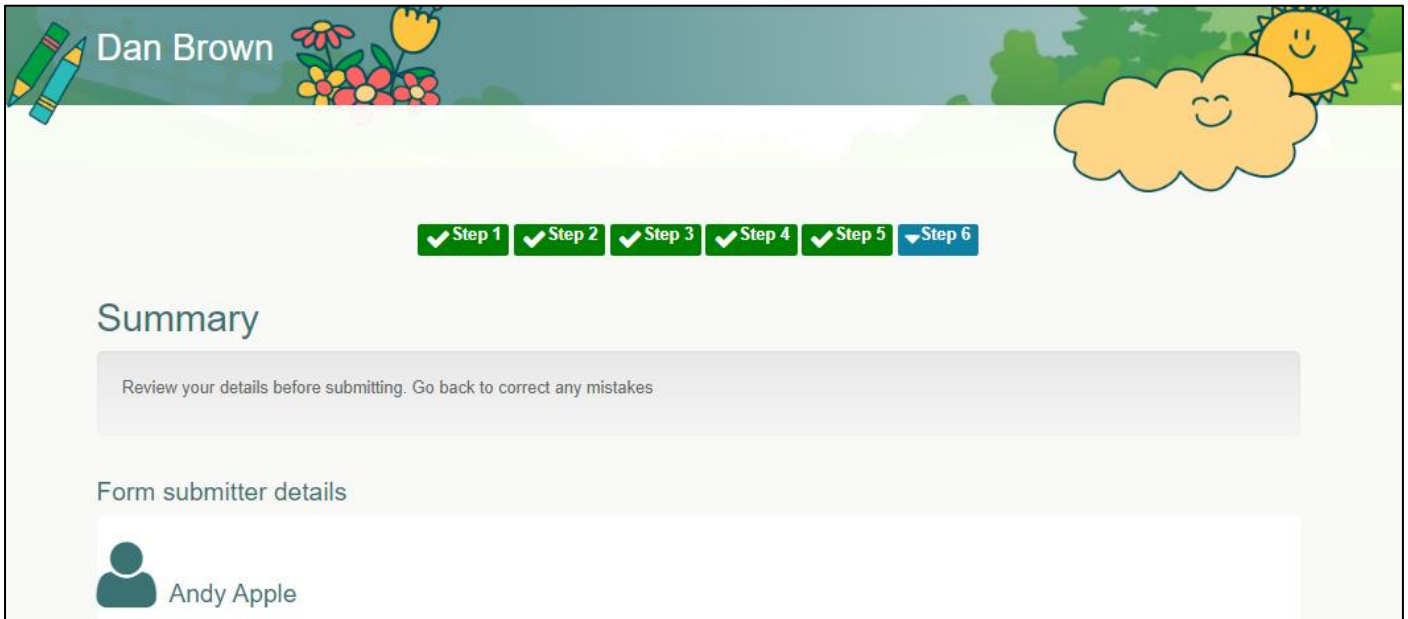 Dan Brown
Step 1 Step 2 Step 3 Step 4 Step 5 Step 6
Summary
Review your details before submitting. Go back to correct any mistakes
Form submitter details
Andy Apple